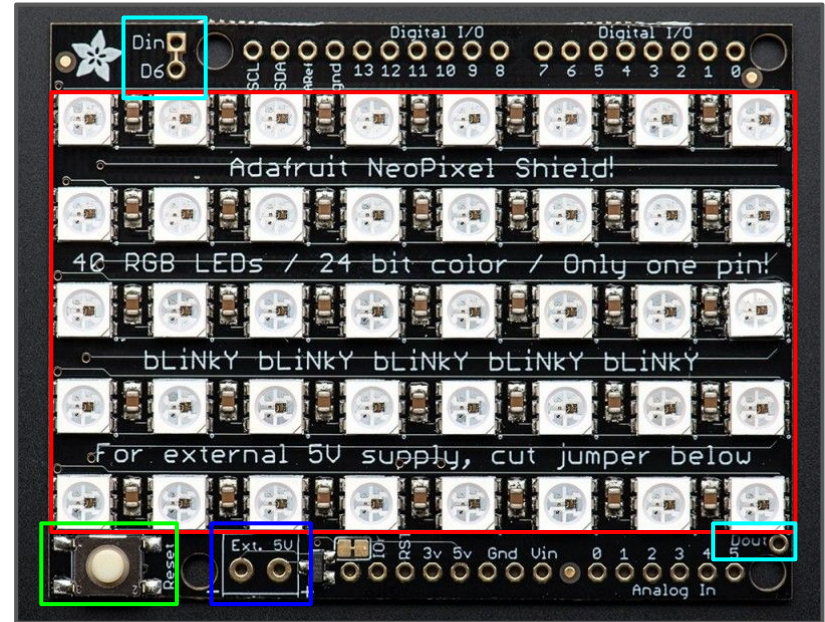 Din
D6
Digital I/O
Digital I/O
SCL
SDA
ARef
gnd
13 12 11 10 9 8
7 6 5 4 3 2 1 0
Adafruit NeoPixel Shield!
40 RGB LEDs / 24 bit color / Only one pin!
bLiNkY bLiNkY bLiNkY bLiNkY bLiNkY
For external 5V supply, cut jumper below
Reset
Ext. 5V
RST
3v 5v Gnd Vin
0 1 2 3 4 5
Analog In
Dout